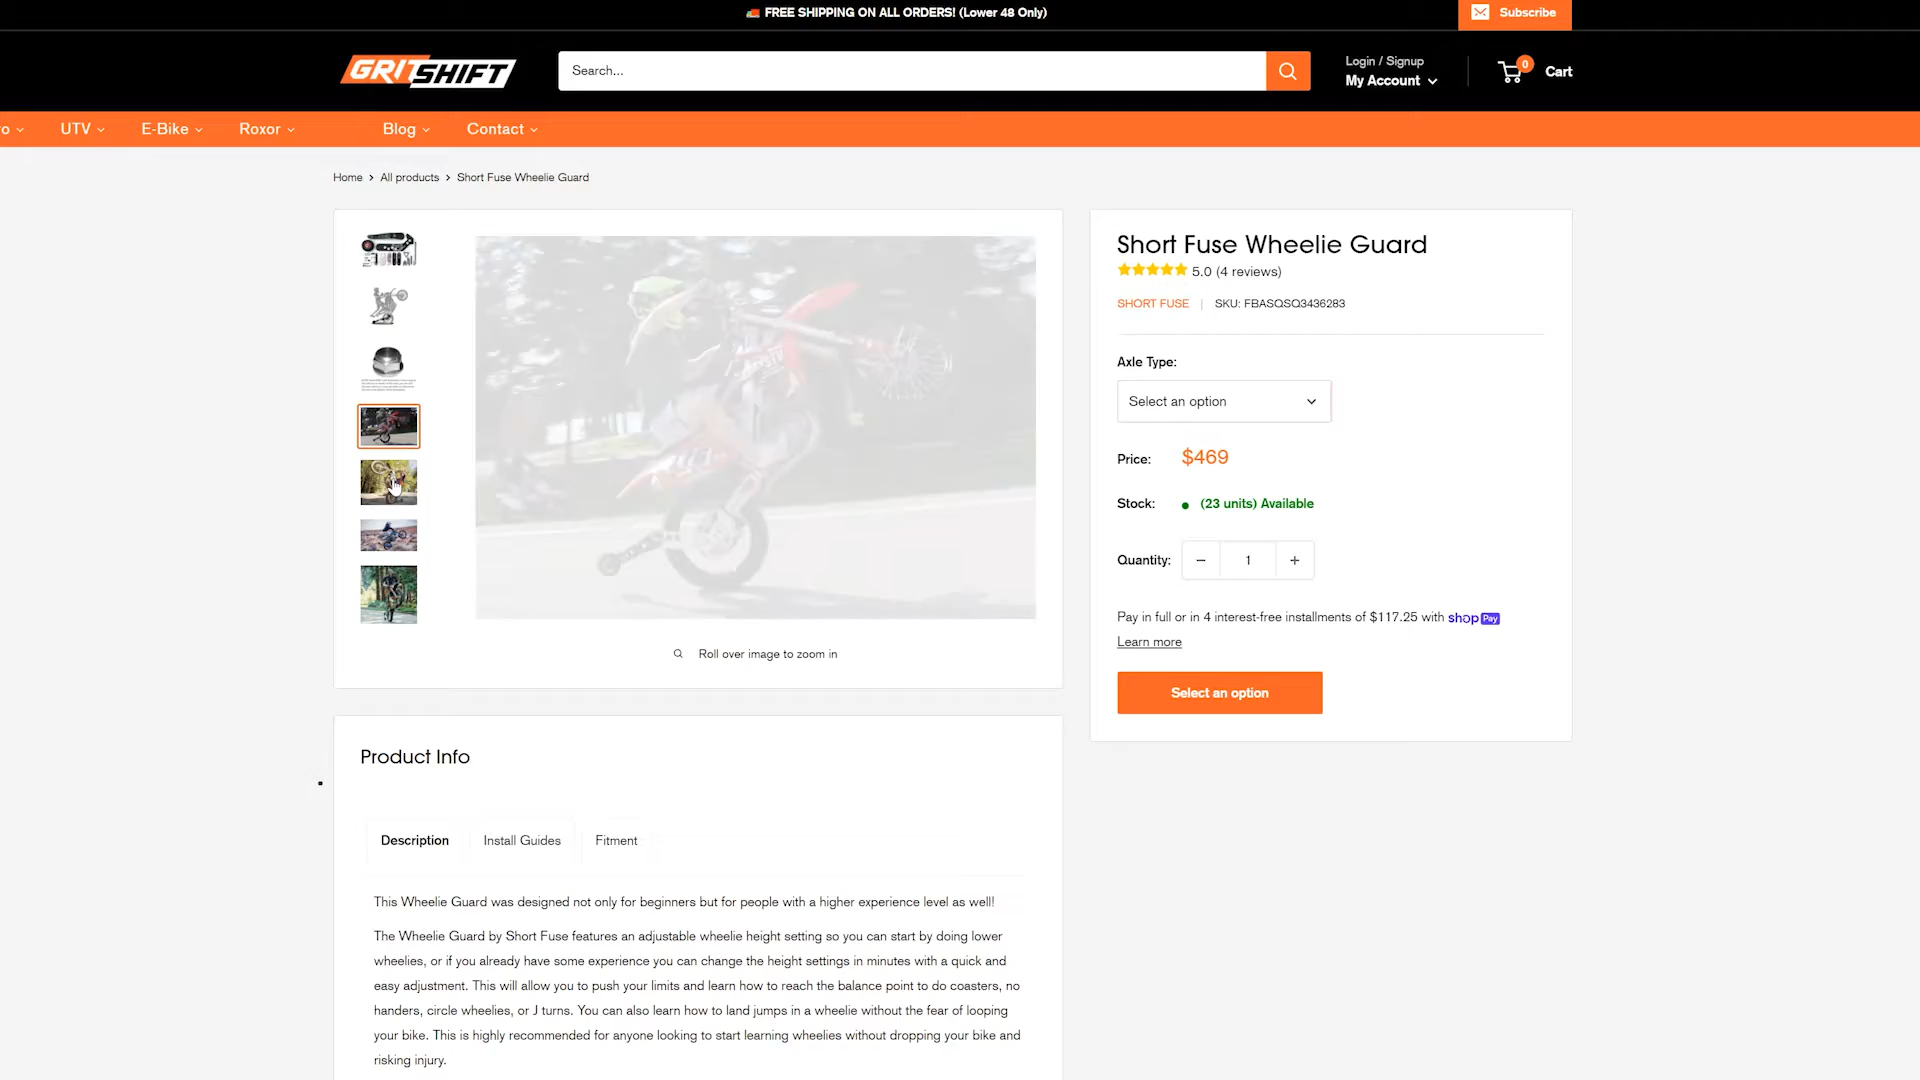 🚚 FREE SHIPPING ON ALL ORDERS! (Lower 48 Only)
Subscribe
GRITSHIFT
Search...
Login / Signup
My Account
0
Cart
o
UTV
E-Bike
Roxor
Blog
Contact
Home > All products > Short Fuse Wheelie Guard
Short Fuse Wheelie Guard
5.0 (4 reviews)
SHORT FUSE | SKU: FBASQSQ3436283
Axle Type:
Select an option
Price: $469
Stock: (23 units) Available
Quantity: − 1 +
Pay in full or in 4 interest-free installments of $117.25 with shop Pay
Learn more
Select an option
Roll over image to zoom in
Product Info
Description
Install Guides
Fitment
This Wheelie Guard was designed not only for beginners but for people with a higher experience level as well!
The Wheelie Guard by Short Fuse features an adjustable wheelie height setting so you can start by doing lower
wheelies, or if you already have some experience you can change the height settings in minutes with a quick and
easy adjustment. This will allow you to push your limits and learn how to reach the balance point to do coasters, no
handers, circle wheelies, or J turns. You can also learn how to land jumps in a wheelie without the fear of looping
your bike. This is highly recommended for anyone looking to start learning wheelies without dropping your bike and
risking injury.